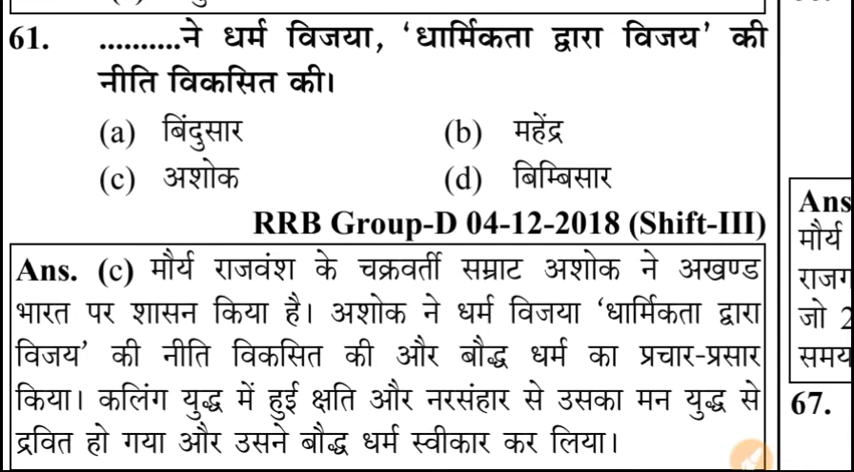 61. ...........ने धर्म विजया, ‘धार्मिकता द्वारा विजय’ की
नीति विकसित की।
(a) बिंदुसार (b) महेंद्र
(c) अशोक (d) बिम्बिसार
RRB Group-D 04-12-2018 (Shift-III)
Ans. (c) मौर्य राजवंश के चक्रवर्ती सम्राट अशोक ने अखण्ड
भारत पर शासन किया है। अशोक ने धर्म विजया ‘धार्मिकता द्वारा
विजय’ की नीति विकसित की और बौद्ध धर्म का प्रचार-प्रसार
किया। कलिंग युद्ध में हुई क्षति और नरसंहार से उसका मन युद्ध से
द्रवित हो गया और उसने बौद्ध धर्म स्वीकार कर लिया।
Ans
मौर्य
जो 2
समय
67.